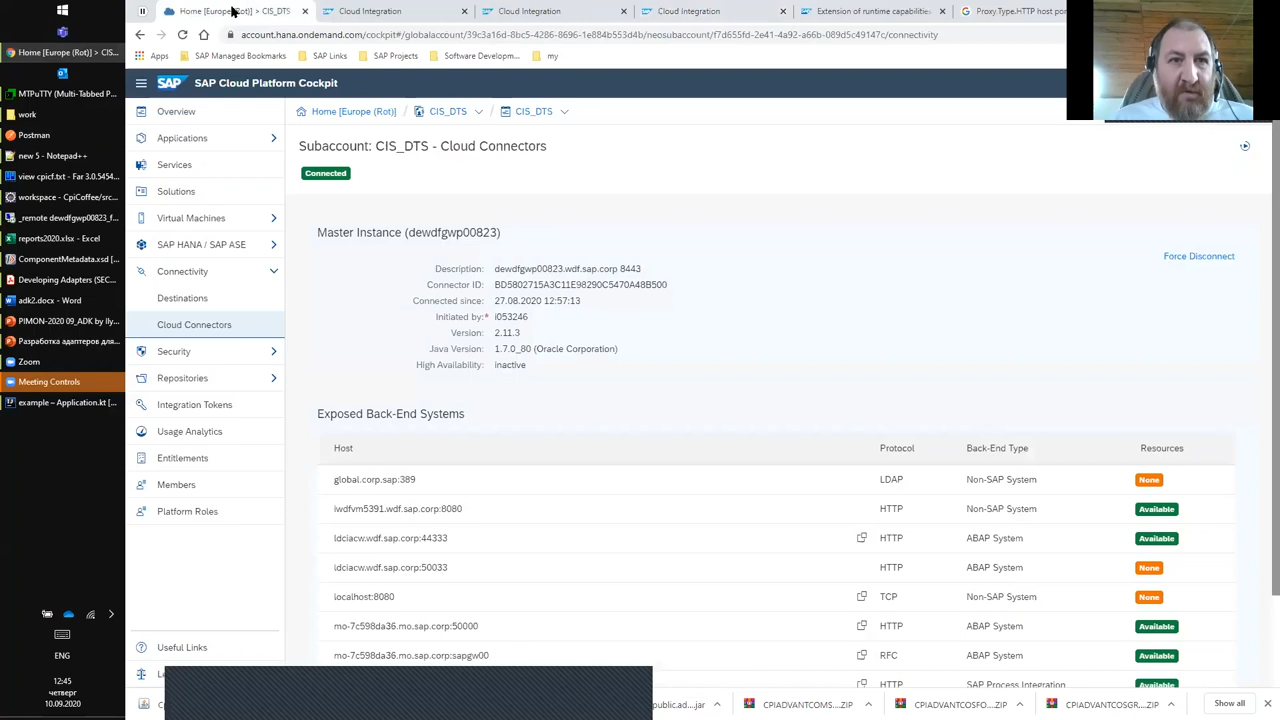 Home [Europe (Rot)] > CIS_DTS
Cloud Integration
Cloud Integration
Cloud Integration
Extension of runtime capabilities
Proxy.Type.HTTP host por
account.hana.ondemand.com/cockpit#/globalaccount/39c3a16d-8bc5-4286-8696-1e884b553d4b/neosubaccount/f7d655fd-2e41-4a92-a66b-089d5c49147c/connectivity
Apps
SAP Managed Bookmarks
SAP Links
SAP Projects
Software Developm...
my
SAP
SAP Cloud Platform Cockpit
Home [Europe (Rot)] > CIS...
MTPuTTY (Multi-Tabbed P...
work
Postman
*new 5 - Notepad++
view cpicf.txt - Far 3.0.5454...
workspace - CpiCoffee/src...
_remote dewdfgwp00823_f...
reports2020.xlsx - Excel
ComponentMetadata.xsd [...
Developing Adapters (SEC...
adk2.docx - Word
PIMON-2020 09_ADK by Ily...
Разработка адаптеров для...
Zoom
Meeting Controls
example – Application.kt [...
ENG
12:45
четверг
10.09.2020
Overview
Applications
Services
Solutions
Virtual Machines
SAP HANA / SAP ASE
Connectivity
Destinations
Cloud Connectors
Security
Repositories
Integration Tokens
Usage Analytics
Entitlements
Members
Platform Roles
Useful Links
Home [Europe (Rot)] / CIS_DTS / CIS_DTS
Subaccount: CIS_DTS - Cloud Connectors
Connected
Master Instance (dewdfgwp00823)
Force Disconnect
Description: dewdfgwp00823.wdf.sap.corp 8443
Connector ID: BD5802715A3C11E98290C5470A48B500
Connected since: 27.08.2020 12:57:13
Initiated by:* i053246
Version: 2.11.3
Java Version: 1.7.0_80 (Oracle Corporation)
High Availability: inactive
Exposed Back-End Systems
Host Protocol Back-End Type Resources
global.corp.sap:389 LDAP Non-SAP System None
iwdfvm5391.wdf.sap.corp:8080 HTTP Non-SAP System Available
ldciacw.wdf.sap.corp:44333 HTTP ABAP System Available
ldciacw.wdf.sap.corp:50033 HTTP ABAP System None
localhost:8080 TCP Non-SAP System None
mo-7c598da36.mo.sap.corp:50000 HTTP ABAP System Available
mo-7c598da36.mo.sap.corp:sapgw00 RFC ABAP System Available
HTTP SAP Process Integration Available
public.ad....jar
CPIADVANTCOMS....ZIP
CPIADVANTCOSFO....ZIP
CPIADVANTCOSGR....ZIP
Show all